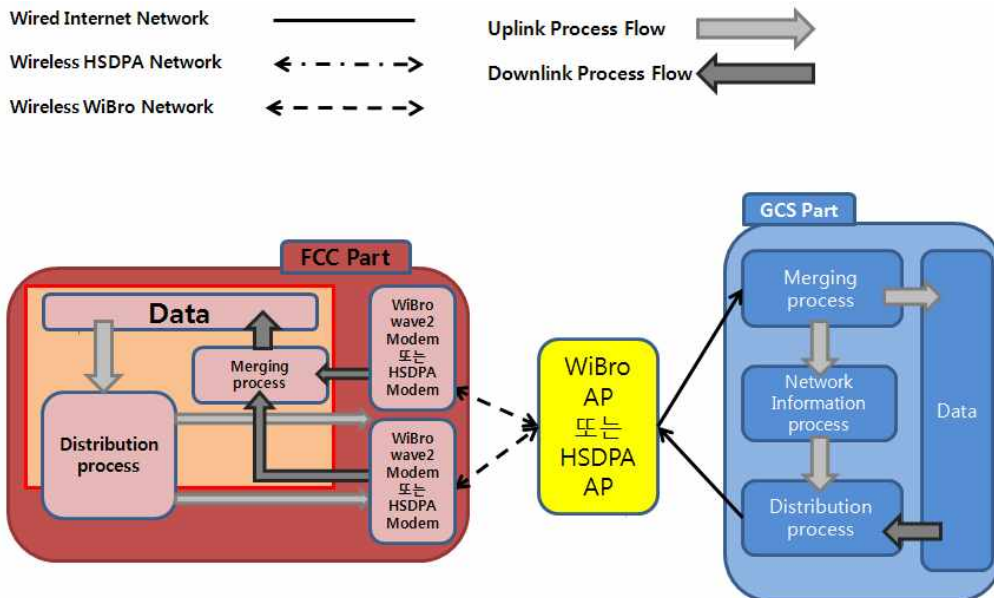 Wired Internet Network
Wireless HSDPA Network
Wireless WiBro Network
Uplink Process Flow
Downlink Process Flow
FCC Part
Data
Merging
process
Distribution
process
WiBro
wave2
Modem
또는
HSDPA
Modem
WiBro
wave2
Modem
또는
HSDPA
Modem
WiBro
AP
또는
HSDPA
AP
GCS Part
Merging
process
Network
Information
process
Distribution
process
Data